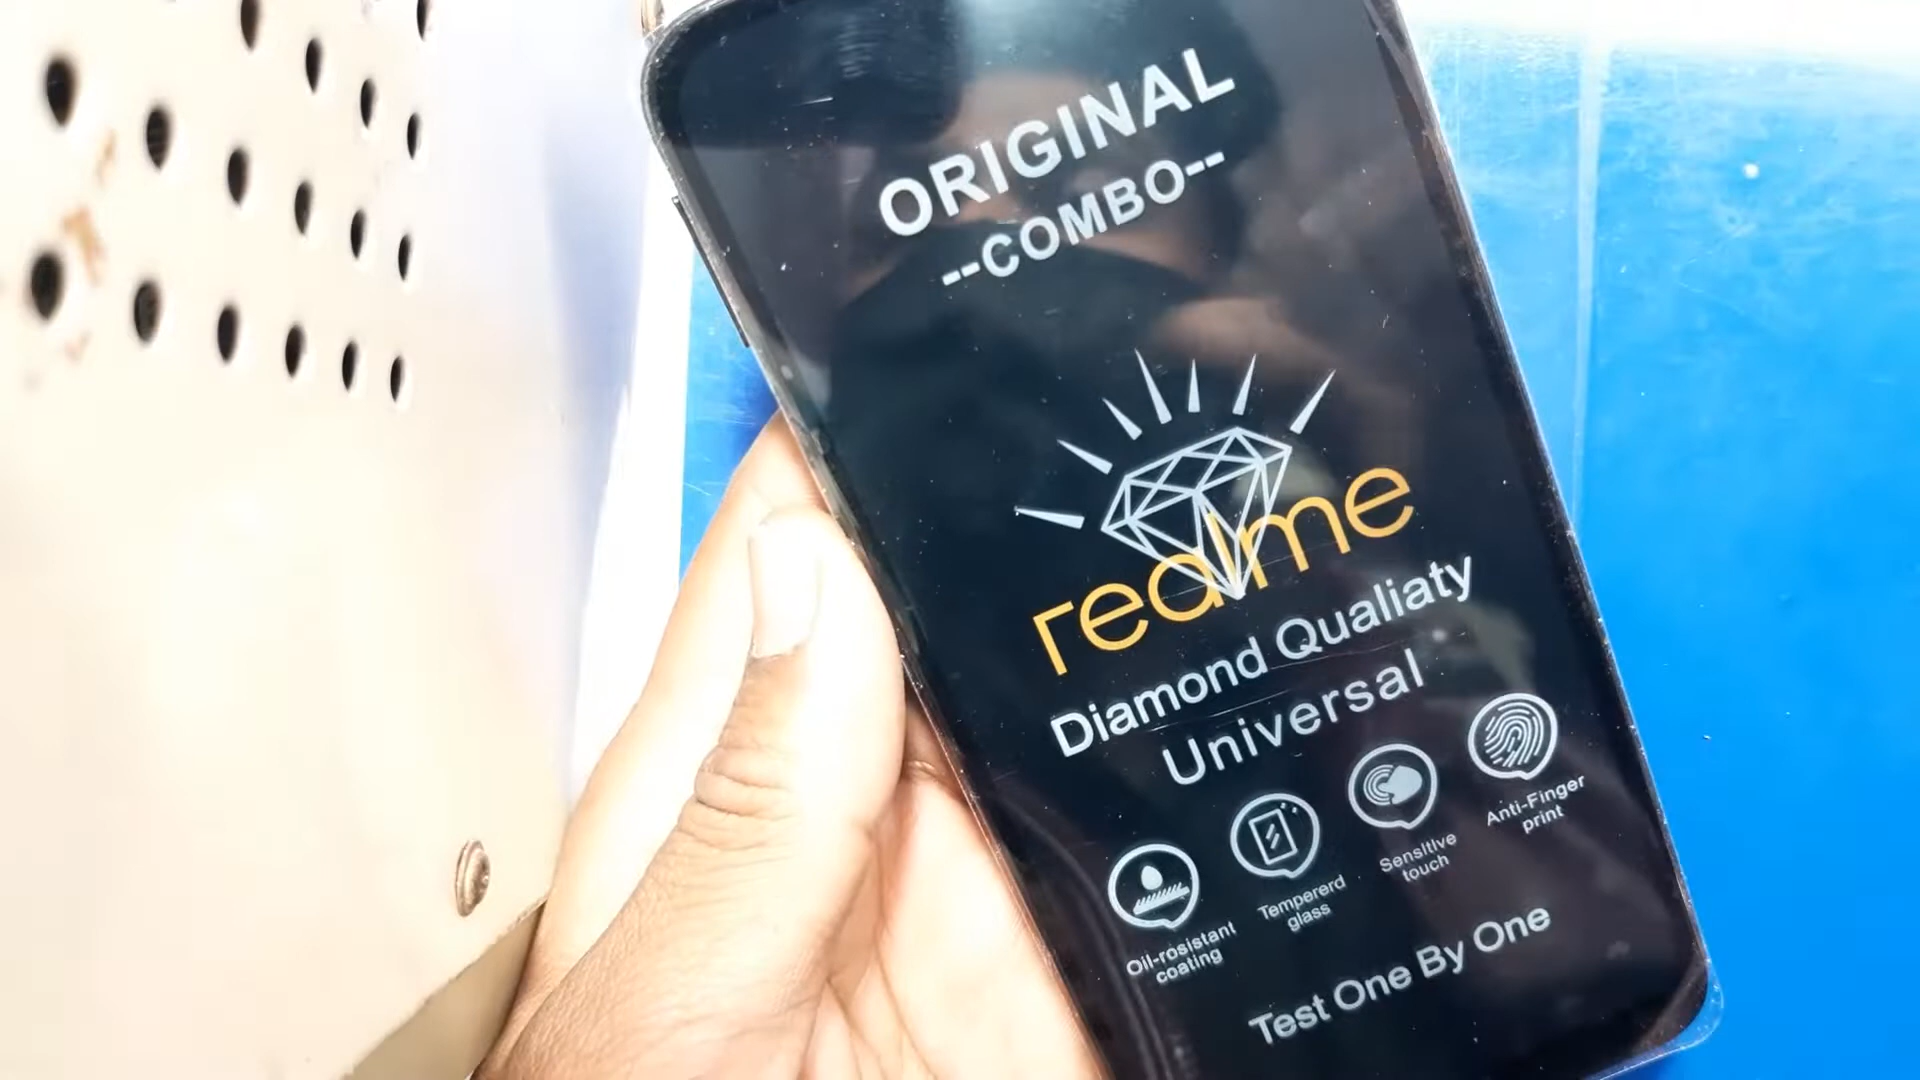 ORIGINAL
--COMBO--
realme
Diamond Qualiaty
Universal
Oil-rosistant
coating
Tempererd
glass
Sensitive
touch
Anti-Finger
print
Test One By One